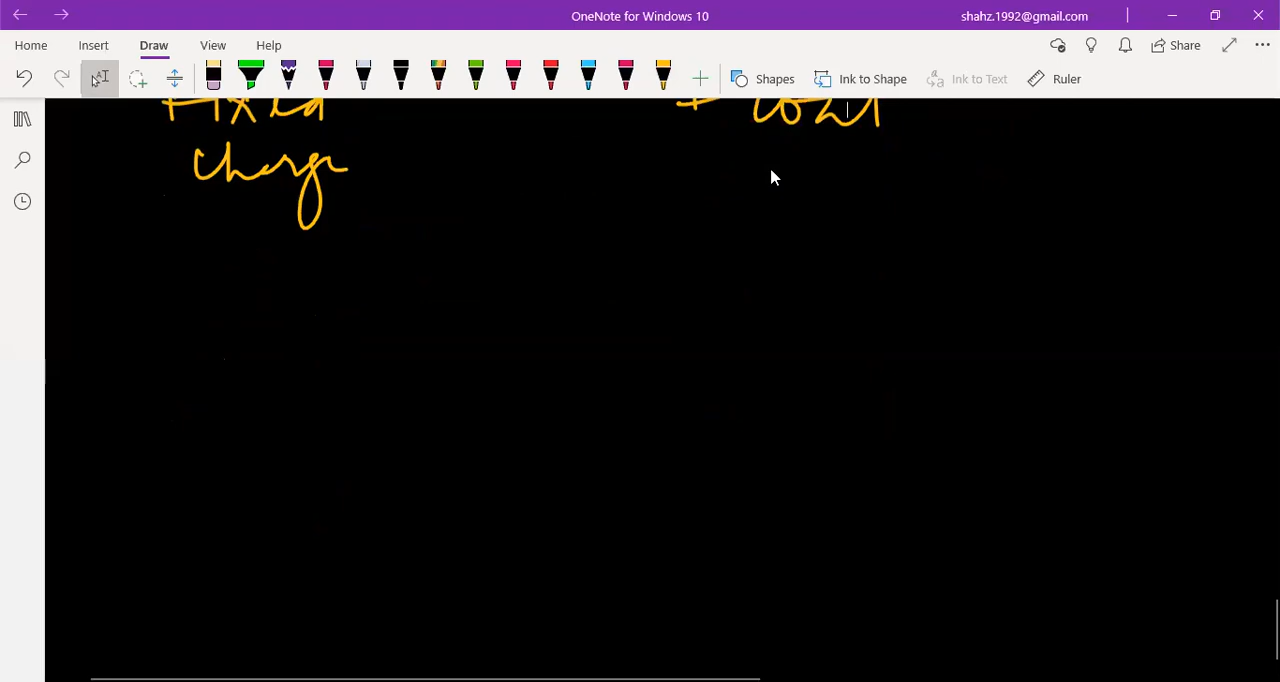 OneNote for Windows 10
shahz.1992@gmail.com
Home Insert Draw View Help
Share
Shapes Ink to Shape Ink to Text Ruler
Fixed
Charge